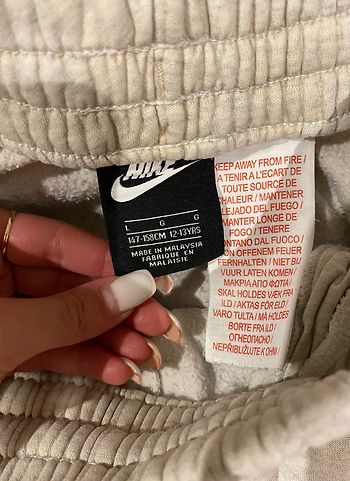 NIKE
L G G
147-158CM 12-13YRS
MADE IN MALAYSIA
FABRIQUE EN
MALAISIE
KEEP AWAY FROM FIRE /
A TENIR A L'ECART DE
TOUTE SOURCE DE
CHALEUR / MANTENER
ALEJADO DEL FUEGO /
MANTER LONGE DE
FOGO / TENERE
LONTANO DAL FUOCO /
VON OFFENEM FEUER
FERNHALTEN / NIET BIJ
VUUR LATEN KOMEN /
ΜΑΚΡΙΑ ΑΠΟ ΦΩΤΙΑ /
SKAL HOLDES VÆK FRA
ILD / AKTAS FÖR ELD /
VARO TULTA / MÅ HOLDES
BORTE FRA ILD /
ОГНЕОПАСНО /
NEPŘIBLIŽUJTE K OHNI /